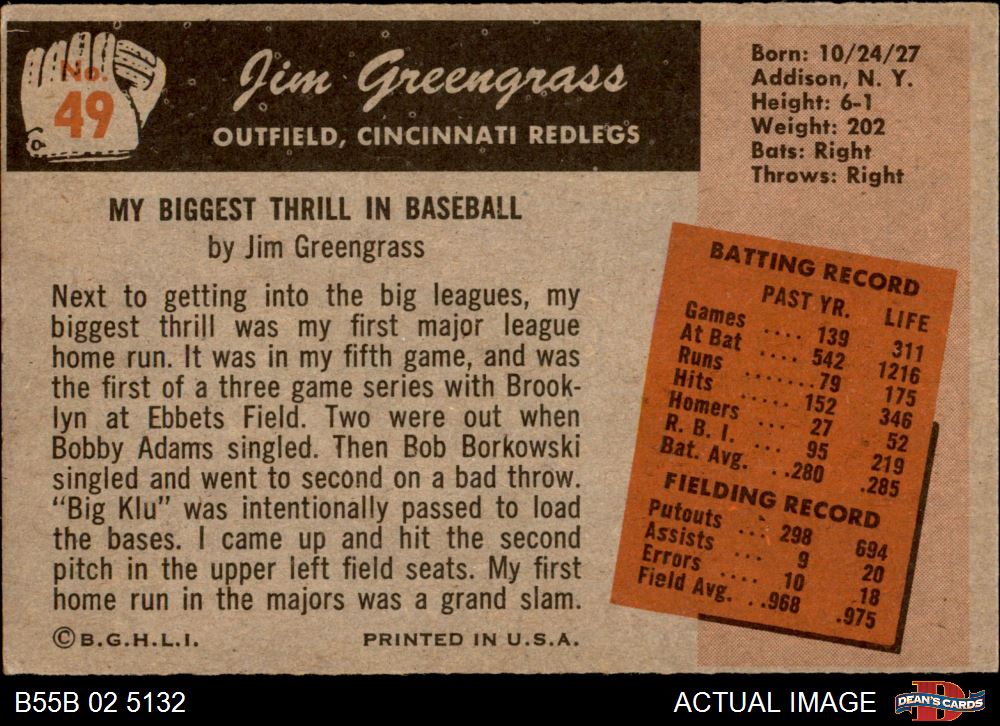 No.
49
Jim Greengrass
OUTFIELD, CINCINNATI REDLEGS
Born: 10/24/27
Addison, N. Y.
Height: 6-1
Weight: 202
Bats: Right
Throws: Right
MY BIGGEST THRILL IN BASEBALL
by Jim Greengrass
Next to getting into the big leagues, my
biggest thrill was my first major league
home run. It was in my fifth game, and was
the first of a three game series with Brook-
lyn at Ebbets Field. Two were out when
Bobby Adams singled. Then Bob Borkowski
singled and went to second on a bad throw.
"Big Klu" was intentionally passed to load
the bases. I came up and hit the second
pitch in the upper left field seats. My first
home run in the majors was a grand slam.
©B.G.H.L.I. PRINTED IN U.S.A.
BATTING RECORD
PAST YR. LIFE
Games .... 139 311
At Bat .... 542 1216
Runs .......79 175
Hits ..... 152 346
Homers ... 27 52
R. B. I. ... 95 219
Bat. Avg. ..280 .285
FIELDING RECORD
Putouts ... 298 694
Assists ... 9 20
Errors .... 10 18
Field Avg. ..968 .975
B55B 02 5132 ACTUAL IMAGE D DEAN'S CARDS